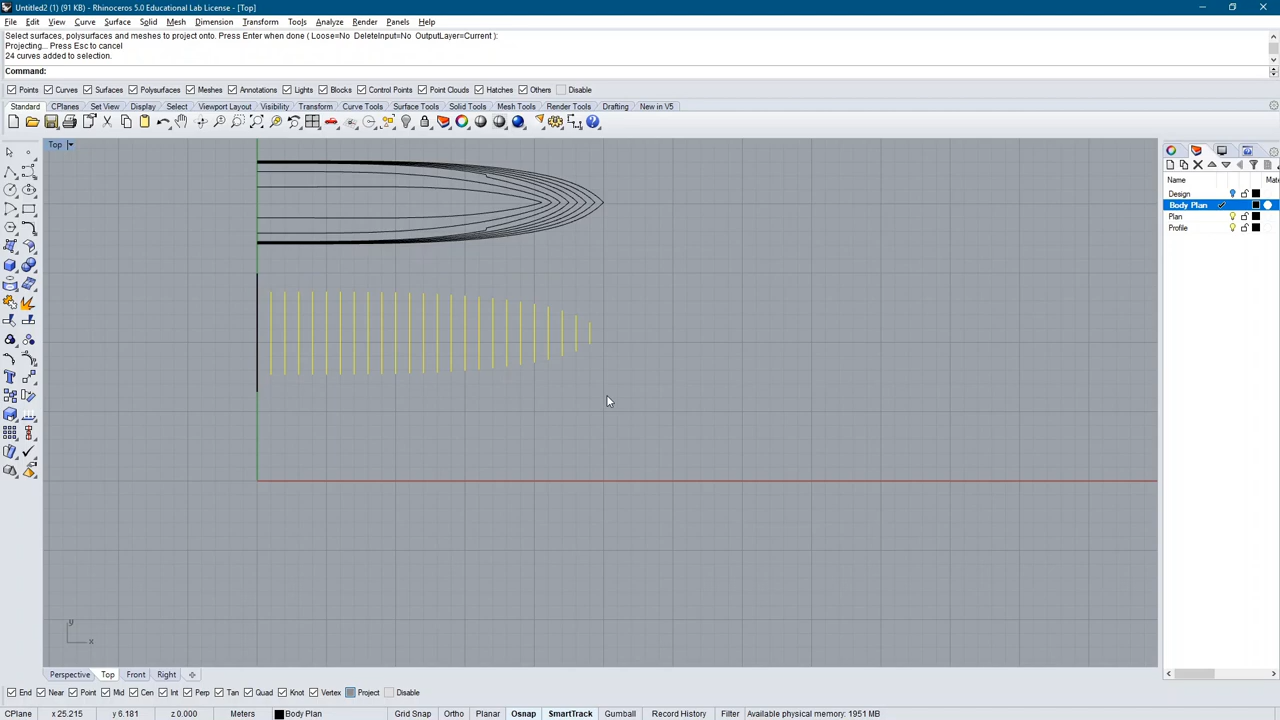 Untitled2 (1) (91 KB) - Rhinoceros 5.0 Educational Lab License - [Top]
File Edit View Curve Surface Solid Mesh Dimension Transform Tools Analyze Render Panels Help
Select surfaces, polysurfaces and meshes to project onto. Press Enter when done ( Loose=No DeleteInput=No OutputLayer=Current ):
Projecting... Press Esc to cancel
24 curves added to selection.
Command:
Points Curves Surfaces Polysurfaces Meshes Annotations Lights Blocks Control Points Point Clouds Hatches Others Disable
Standard CPlanes Set View Display Select Viewport Layout Visibility Transform Curve Tools Surface Tools Solid Tools Mesh Tools Render Tools Drafting New in V5
Top
Name Mate
Design
Body Plan
Plan
Profile
y
x
Perspective Top Front Right
End Near Point Mid Cen Int Perp Tan Quad Knot Vertex Project Disable
CPlane x 25.215 y 6.181 z 0.000 Meters Body Plan Grid Snap Ortho Planar Osnap SmartTrack Gumball Record History Filter Available physical memory: 1951 MB